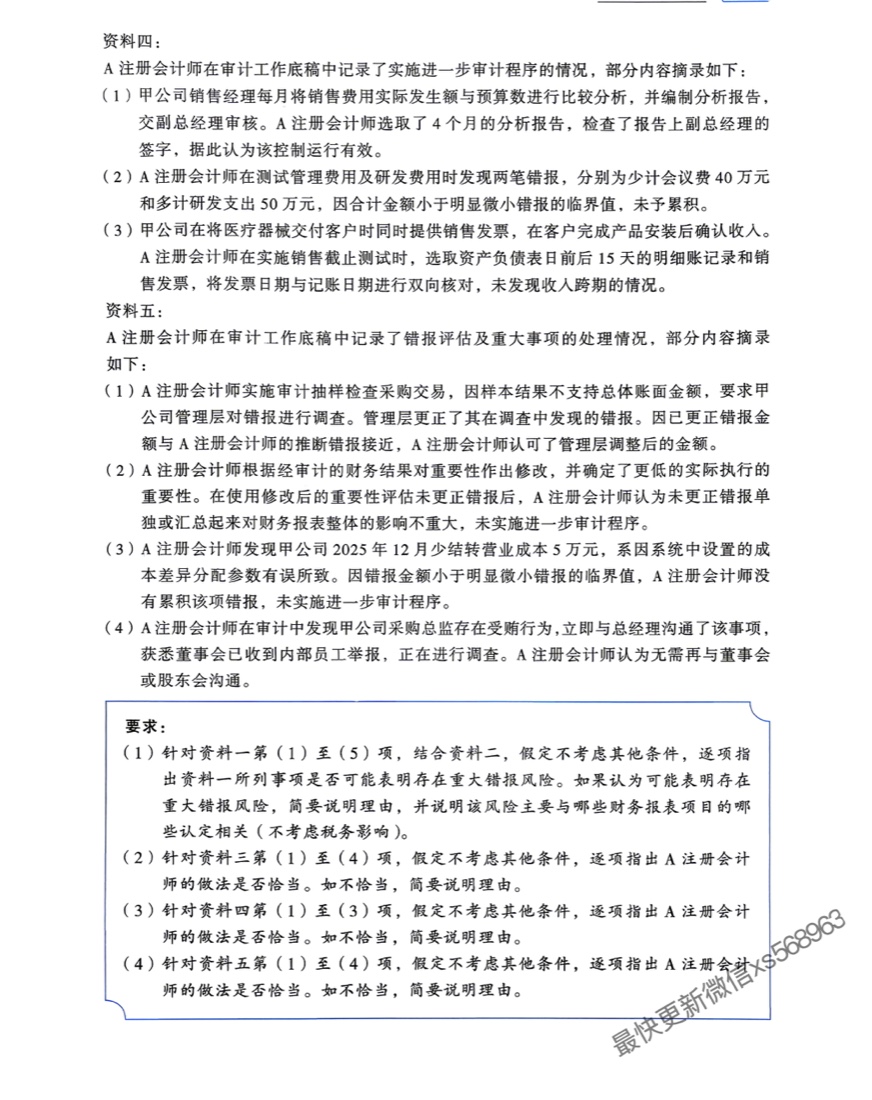 资料四：
A 注册会计师在审计工作底稿中记录了实施进一步审计程序的情况，部分内容摘录如下：
（1）甲公司销售经理每月将销售费用实际发生额与预算数进行比较分析，并编制分析报告，
交副总经理审核。A 注册会计师选取了 4 个月的分析报告，检查了报告上副总经理的
签字，据此认为该控制运行有效。
（2）A 注册会计师在测试管理费用及研发费用时发现两笔错报，分别为少计会议费 40 万元
和多计研发支出 50 万元，因合计金额小于明显微小错报的临界值，未予累积。
（3）甲公司在将医疗器械交付客户时同时提供销售发票，在客户完成产品安装后确认收入。
A 注册会计师在实施销售截止测试时，选取资产负债表日前后 15 天的明细账记录和销
售发票，将发票日期与记账日期进行双向核对，未发现收入跨期的情况。
资料五：
A 注册会计师在审计工作底稿中记录了错报评估及重大事项的处理情况，部分内容摘录
如下：
（1）A 注册会计师实施审计抽样检查采购交易，因样本结果不支持总体账面金额，要求甲
公司管理层对错报进行调查。管理层更正了其在调查中发现的错报。因已更正错报金
额与 A 注册会计师的推断错报接近，A 注册会计师认可了管理层调整后的金额。
（2）A 注册会计师根据经审计的财务结果对重要性作出修改，并确定了更低的实际执行的
重要性。在使用修改后的重要性评估未更正错报后，A 注册会计师认为未更正错报单
独或汇总起来对财务报表整体的影响不重大，未实施进一步审计程序。
（3）A 注册会计师发现甲公司 2025 年 12 月少结转营业成本 5 万元，系因系统中设置的成
本差异分配参数有误所致。因错报金额小于明显微小错报的临界值，A 注册会计师没
有累积该项错报，未实施进一步审计程序。
（4）A 注册会计师在审计中发现甲公司采购总监存在受贿行为，立即与总经理沟通了该事项，
获悉董事会已收到内部员工举报，正在进行调查。A 注册会计师认为无需再与董事会
或股东会沟通。
要求：
（1）针对资料一第（1）至（5）项，结合资料二，假定不考虑其他条件，逐项指
出资料一所列事项是否可能表明存在重大错报风险。如果认为可能表明存在
重大错报风险，简要说明理由，并说明该风险主要与哪些财务报表项目的哪
些认定相关（不考虑税务影响）。
（2）针对资料三第（1）至（4）项，假定不考虑其他条件，逐项指出 A 注册会计
师的做法是否恰当。如不恰当，简要说明理由。
（3）针对资料四第（1）至（3）项，假定不考虑其他条件，逐项指出 A 注册会计
师的做法是否恰当。如不恰当，简要说明理由。
（4）针对资料五第（1）至（4）项，假定不考虑其他条件，逐项指出 A 注册会计
师的做法是否恰当。如不恰当，简要说明理由。
最快更新微信xs568963